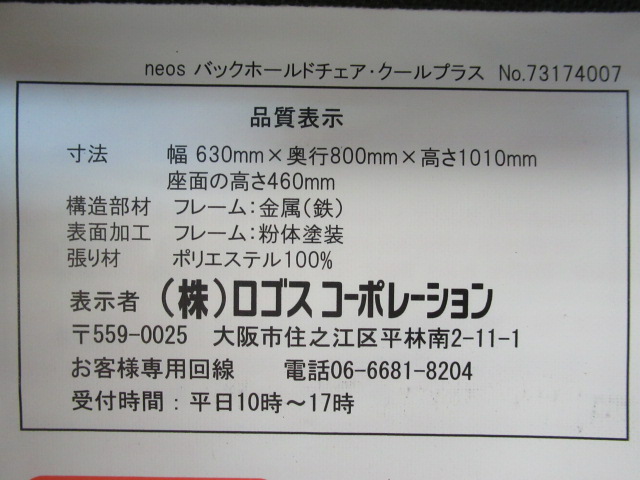 neos バックホールドチェア・クールプラス No.73174007
品質表示
寸法 幅 630mm×奥行800mm×高さ1010mm
座面の高さ460mm
構造部材 フレーム:金属(鉄)
表面加工 フレーム:粉体塗装
張り材 ポリエステル100%
表示者 (株)ロゴス コーポレーション
〒559-0025 大阪市住之江区平林南2-11-1
お客様専用回線 電話06-6681-8204
受付時間:平日10時~17時